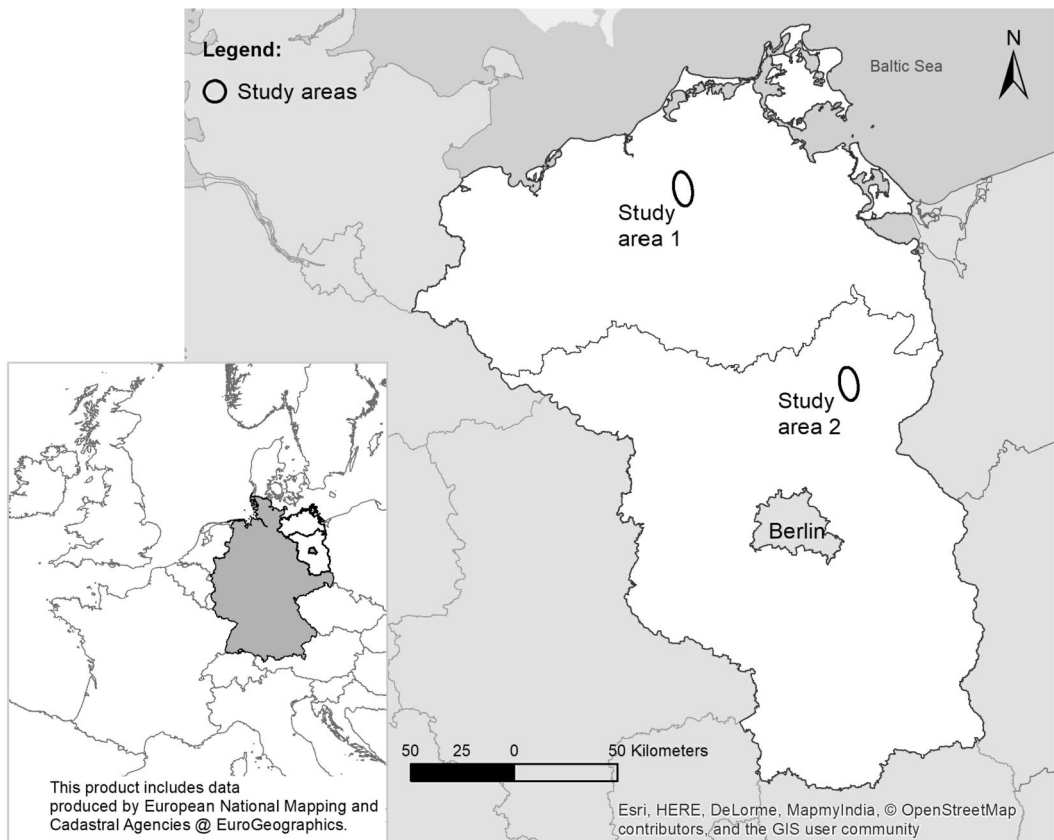 Legend:
Study areas
N
Baltic Sea
Study
area 1
Study
area 2
Berlin
50 25 0 50 Kilometers
This product includes data
produced by European National Mapping and
Cadastral Agencies @ EuroGeographics.
Esri, HERE, DeLorme, MapmyIndia, © OpenStreetMap
contributors, and the GIS user community